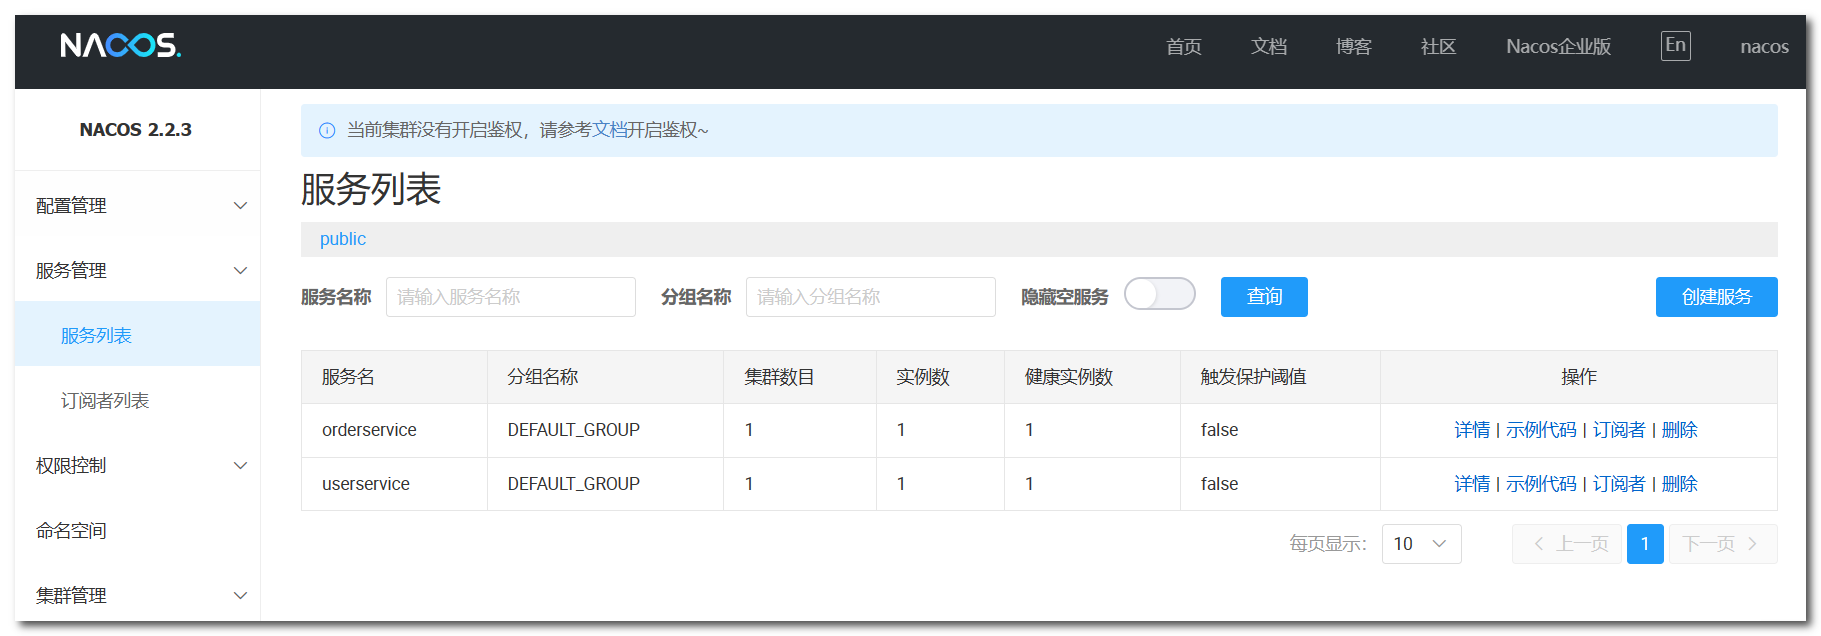 NACOS.
首页 文档 博客 社区 Nacos企业版 En nacos
NACOS 2.2.3
配置管理
服务管理
服务列表
订阅者列表
权限控制
命名空间
集群管理
当前集群没有开启鉴权，请参考文档开启鉴权~
服务列表
public
服务名称 请输入服务名称 分组名称 请输入分组名称 隐藏空服务 查询 创建服务
服务名 分组名称 集群数目 实例数 健康实例数 触发保护阈值 操作
orderservice DEFAULT_GROUP 1 1 1 false 详情 | 示例代码 | 订阅者 | 删除
userservice DEFAULT_GROUP 1 1 1 false 详情 | 示例代码 | 订阅者 | 删除
每页显示: 10 上一页 1 下一页